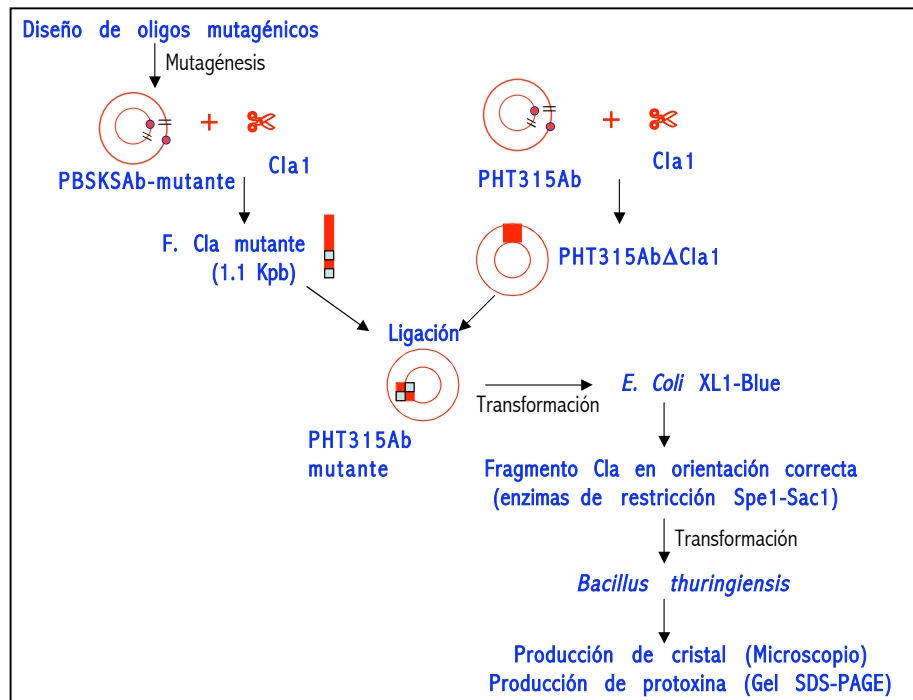 Diseño de oligos mutagénicos
Mutagénesis
+
Cla1
PBSKSAb-mutante
F. Cla mutante
(1.1 Kpb)
+
Cla1
PHT315Ab
PHT315AbΔCla1
Ligación
PHT315Ab
mutante
Transformación
E. Coli XL1-Blue
Fragmento Cla en orientación correcta
(enzimas de restricción Spe1-Sac1)
Transformación
Bacillus thuringiensis
Producción de cristal (Microscopio)
Producción de protoxina (Gel SDS-PAGE)